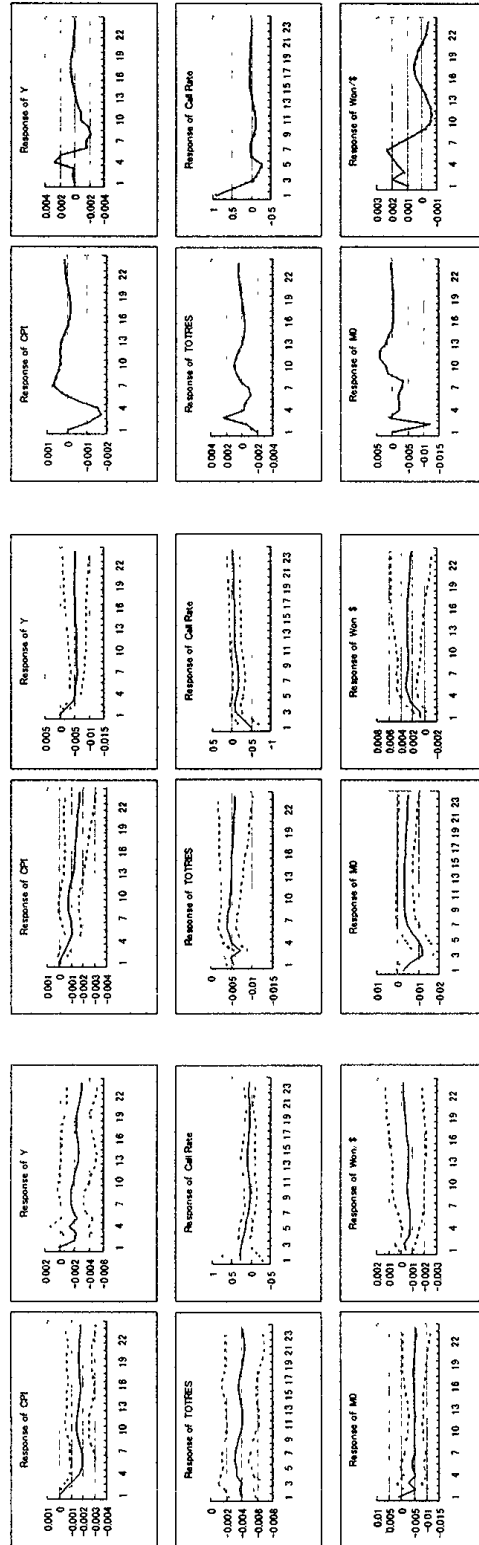 Response of CPI
0.001
0
-0.001
-0.002
-0.003
-0.004
1 4 7 10 13 16 19 22
Response of Y
0.002
0
-0.002
-0.004
-0.006
-0.008
1 4 7 10 13 16 19 22
Response of CPI
0.001
0
-0.001
-0.002
-0.003
-0.003
1 4 7 10 13 16 19 22
Response of Y
0.005
0
-0.005
-0.01
-0.015
1 4 7 10 13 16 19 22
Response of CPI
0.001
0
-0.001
-0.002
1 4 7 10 13 16 19 22
Response of Y
0.004
0.002
0
-0.002
-0.004
1 4 7 10 13 16 19 22
Response of TOTRES
0
-0.002
-0.004
-0.006
-0.008
1 3 5 7 9 11 13 15 17 19 21 23
Response of Call Rate
1
0.5
0
-0.5
1 3 5 7 9 11 13 15 17 19 21 23
Response of TOTRES
0
-0.005
-0.01
-0.015
1 4 7 10 13 16 19 22
Response of Call Rate
0.5
0
-0.5
-1
1 3 5 7 9 11 13 15 17 19 21 23
Response of TOTRES
0.004
0.002
0
-0.002
-0.004
1 4 7 10 13 16 19 22
Response of Call Rate
1
0.5
0
-0.5
1 3 5 7 9 11 13 15 17 19 21 23
Response of M0
0.01
0.005
0
-0.005
-0.01
-0.015
1 4 7 10 13 16 19 22
Response of Won $
0.002
0.001
0
-0.001
-0.002
-0.003
1 4 7 10 13 16 19 22
Response of M0
0.01
0
-0.01
-0.02
1 3 5 7 9 11 13 15 17 19 21 23
Response of Won $
0.008
0.006
0.004
0.002
0
-0.002
1 4 7 10 13 16 19 22
Response of M0
0.005
0
-0.005
-0.01
-0.015
1 4 7 10 13 16 19 22
Response of Won/$
0.003
0.002
0.001
0
-0.001
1 4 7 10 13 16 19 22